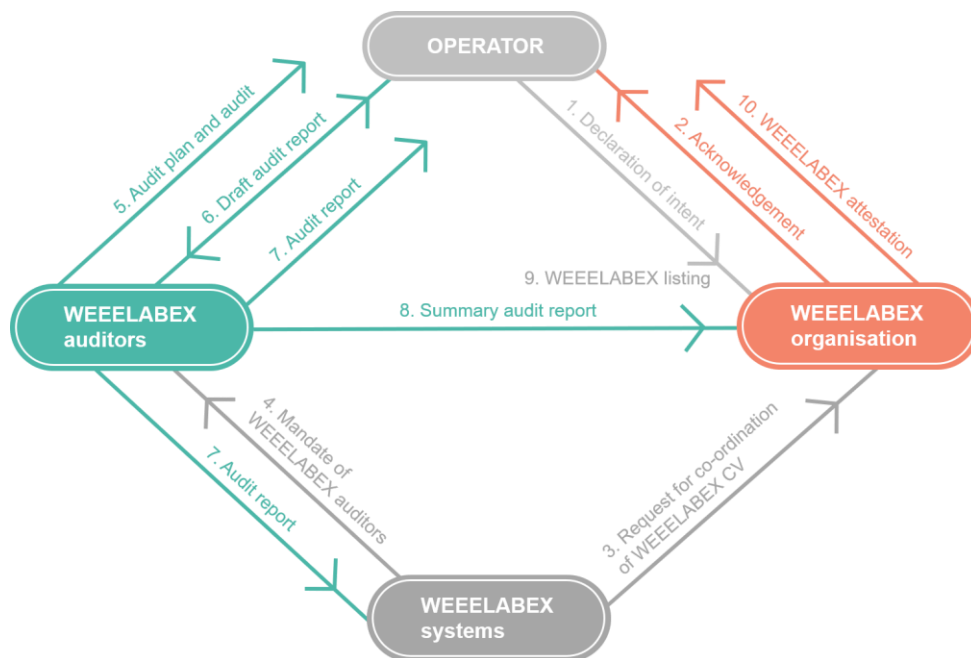 OPERATOR
5. Audit plan and audit
6. Draft audit report
7. Audit report
1. Declaration of intent
2. Acknowledgement
10. WEEELABEX attestation
9. WEEELABEX listing
WEEELABEX
auditors
8. Summary audit report
WEEELABEX
organisation
7. Audit report
4. Mandate of
WEEELABEX auditors
3. Request for co-ordination
of WEEELABEX CV
WEEELABEX
systems